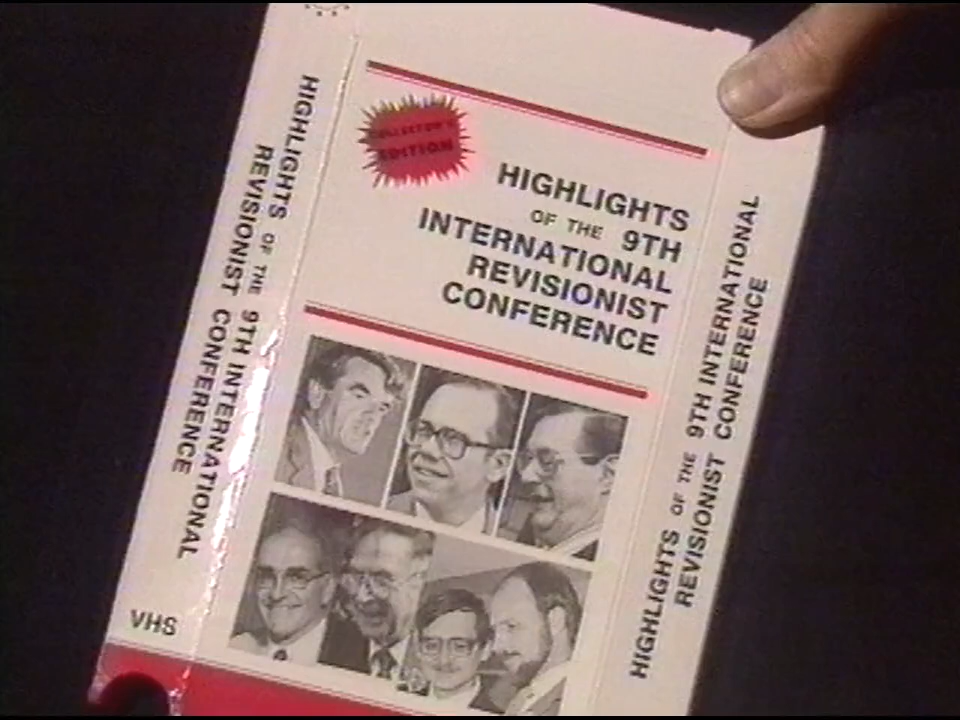 COLLECTOR'S
EDITION
HIGHLIGHTS
OF THE 9TH
INTERNATIONAL
REVISIONIST
CONFERENCE
HIGHLIGHTS OF THE 9TH INTERNATIONAL
REVISIONIST CONFERENCE
VHS
HIGHLIGHTS OF THE 9TH INTERNATIONAL
REVISIONIST CONFERENCE